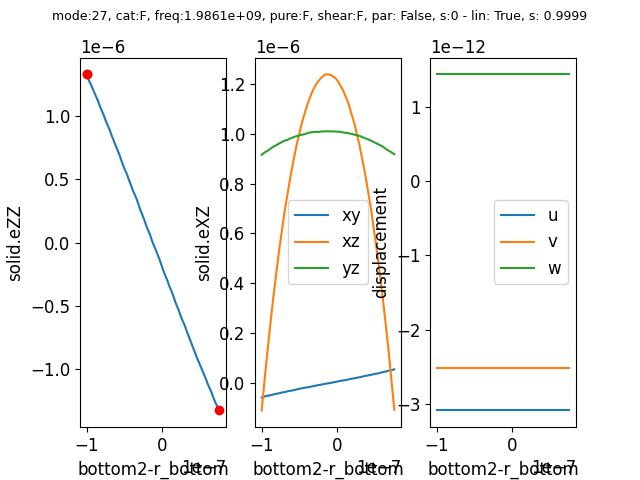 mode:27, cat:F, freq:1.9861e+09, pure:F, shear:F, par: False, s:0 - lin: True, s: 0.9999
1e−6
1.0
0.5
0.0
−0.5
−1.0
solid.eZZ
−1
0
1e−7
bottom2-r_bottom
1e−6
1.2
1.0
0.8
0.6
0.4
0.2
0.0
solid.eXZ
xy
xz
yz
−1
0
1e−7
bottom2-r_bottom
1e−12
1
0
−1
−2
−3
displacement
u
v
w
−1
0
1e−7
bottom2-r_bottom